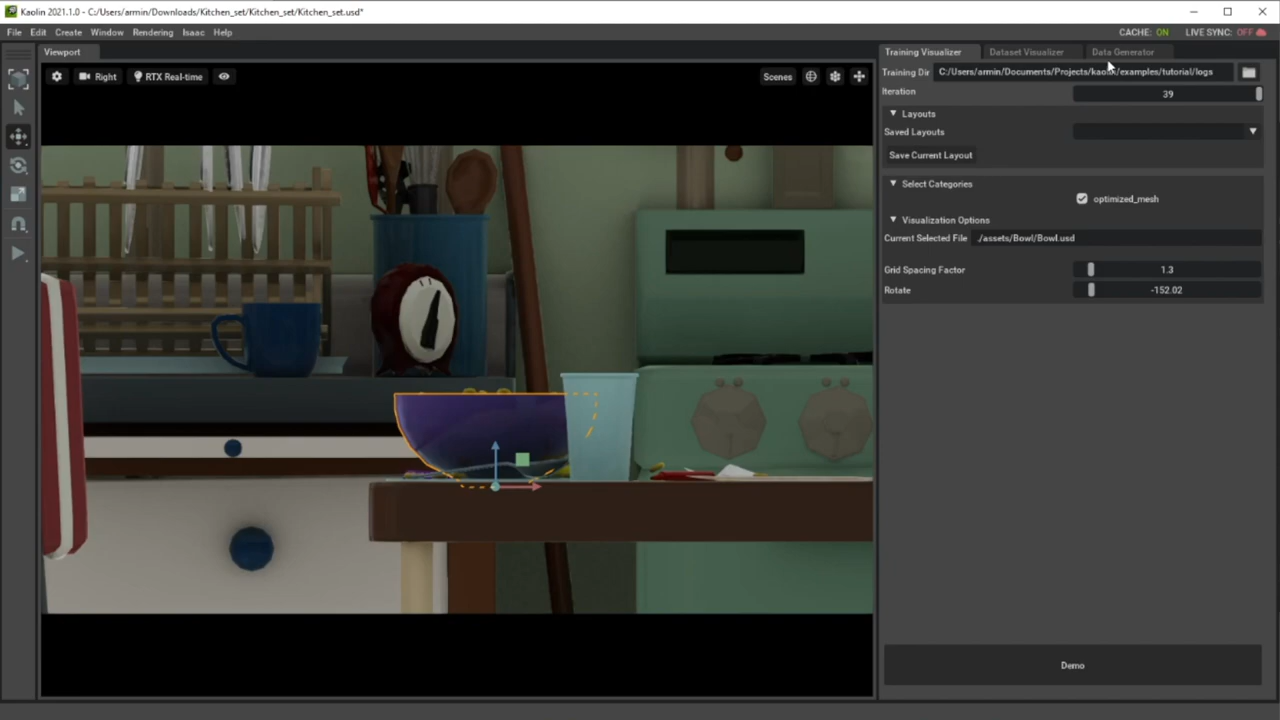 Kaolin 2021.1.0 - C:/Users/armin/Downloads/Kitchen_set/Kitchen_set/Kitchen_set.usd*
File Edit Create Window Rendering Isaac Help
CACHE: ON LIVE SYNC: OFF
Viewport
Training Visualizer Dataset Visualizer Data Generator
Right RTX Real-time Scenes
Training Dir C:/Users/armin/Documents/Projects/kaolin/examples/tutorial/logs
Iteration 39
Layouts
Saved Layouts
Save Current Layout
Select Categories
optimized_mesh
Visualization Options
Current Selected File ./assets/Bowl/Bowl.usd
Grid Spacing Factor 1.3
Rotate -152.02
Demo